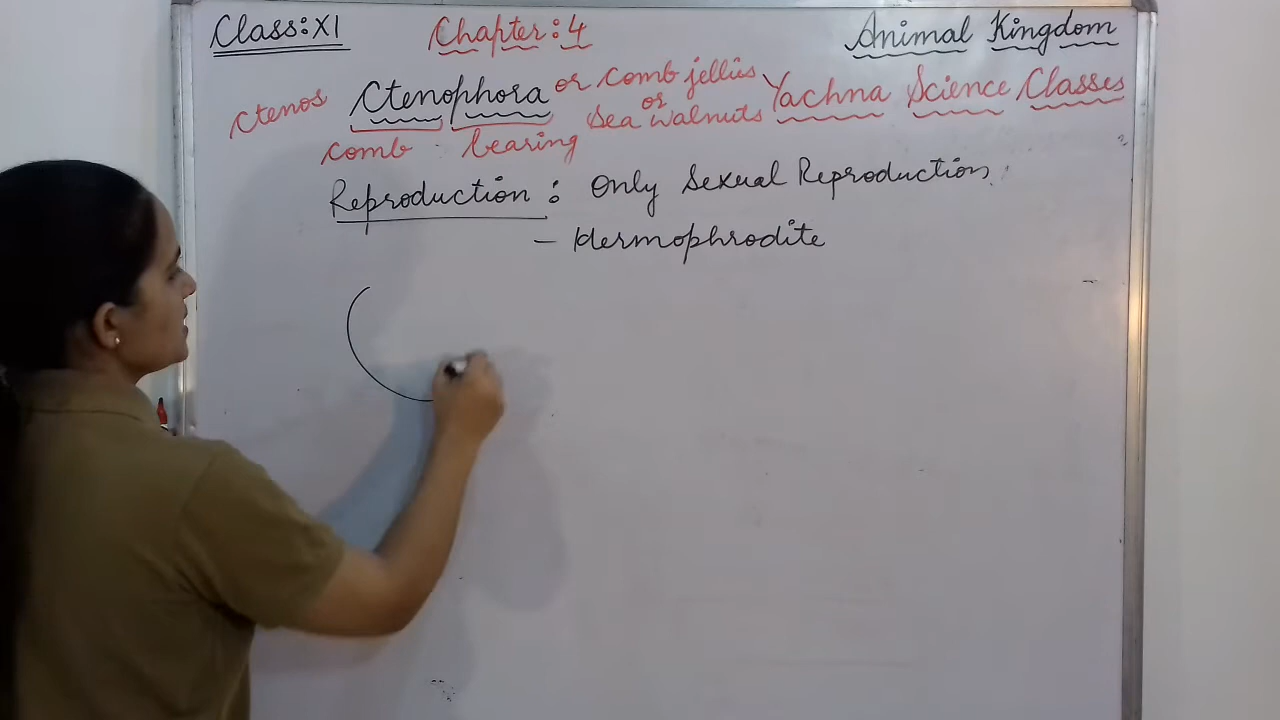 Class:XI Chapter:4 Animal Kingdom
ctenos Ctenophora or comb jellies Yachna Science Classes
or
sea walnuts
comb bearing
Reproduction : Only Sexual Reproduction
- Hermophrodite